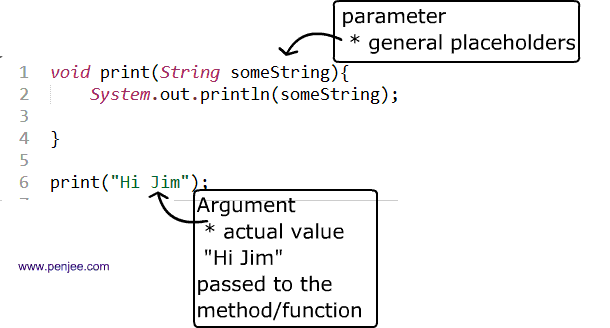 parameter
* general placeholders
1 void print(String someString){
2 System.out.println(someString);
3
4 }
5
6 print("Hi Jim");
Argument
* actual value
"Hi Jim"
passed to the
method/function
www.penjee.com